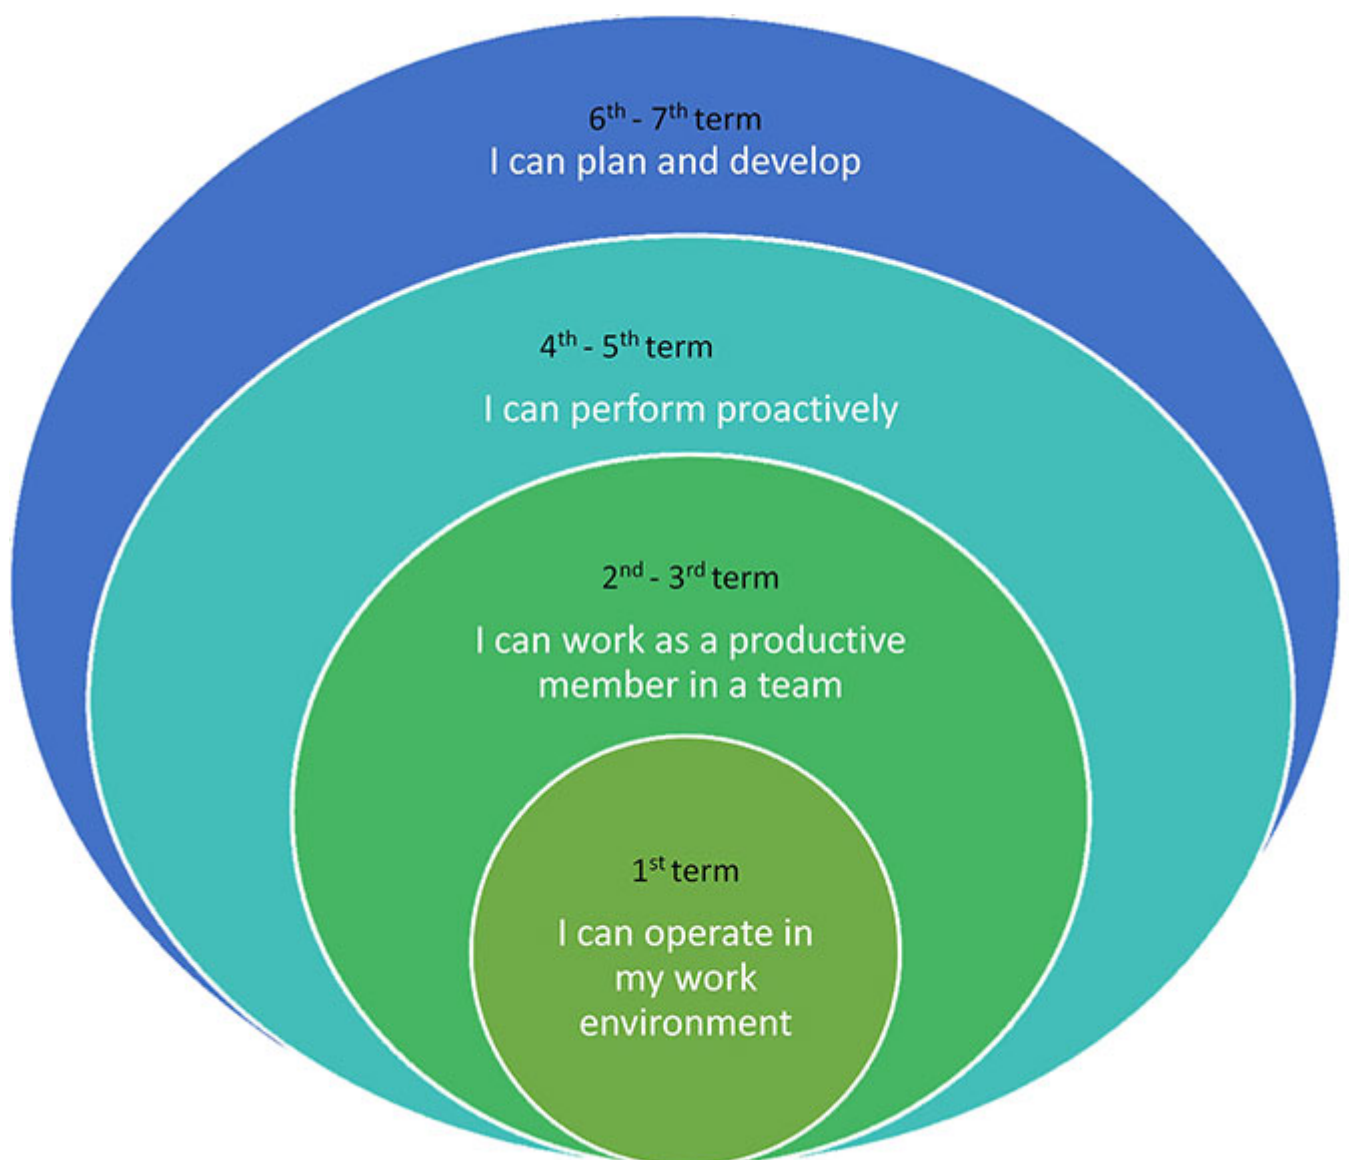 6th - 7th term
I can plan and develop
4th - 5th term
I can perform proactively
2nd - 3rd term
I can work as a productive
member in a team
1st term
I can operate in
my work
environment